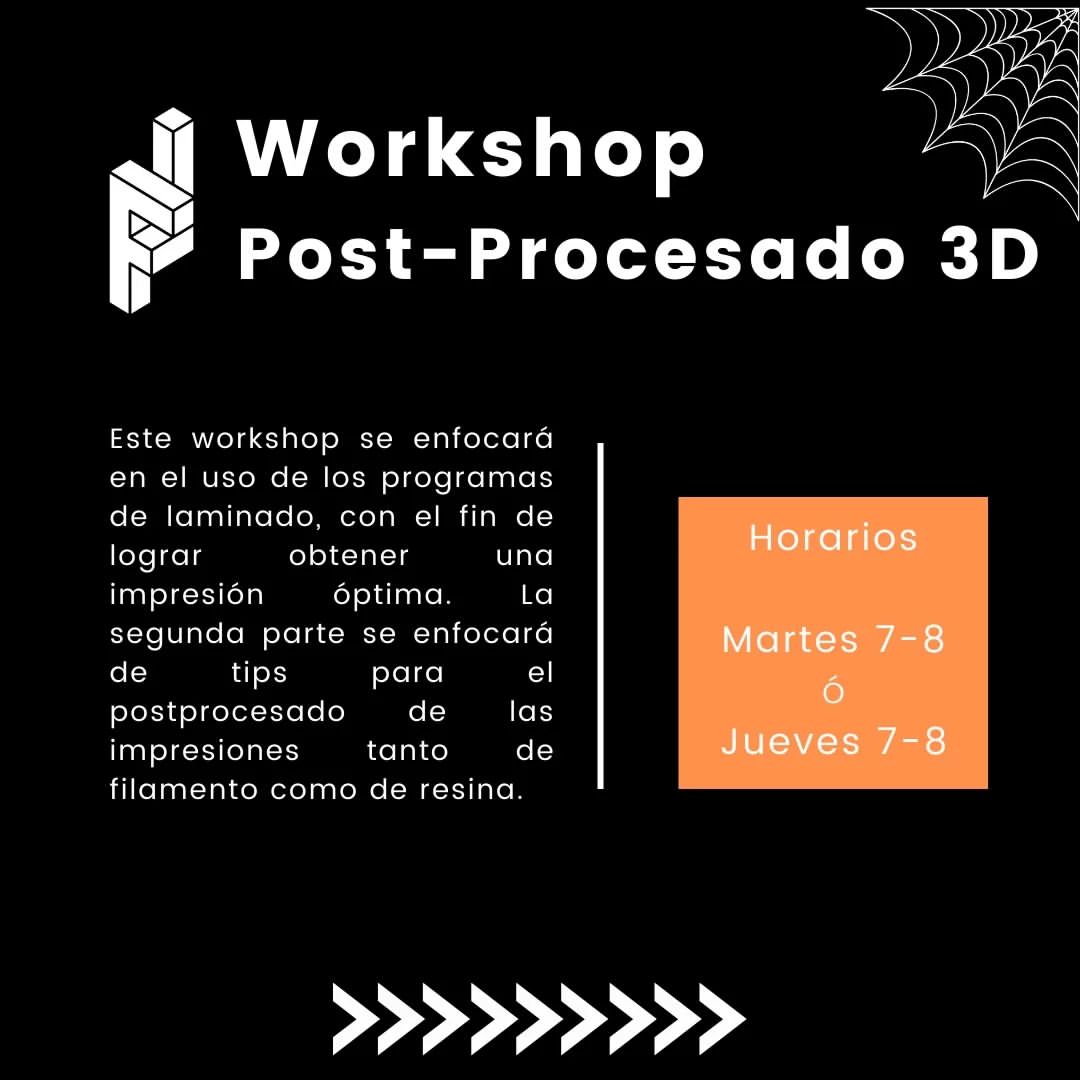 Workshop
Post-Procesado 3D
Este workshop se enfocará
en el uso de los programas
de laminado, con el fin de
lograr obtener una
impresión óptima. La
segunda parte se enfocará
de tips para el
postprocesado de las
impresiones tanto de
filamento como de resina.
Horarios
Martes 7-8
Ó
Jueves 7-8